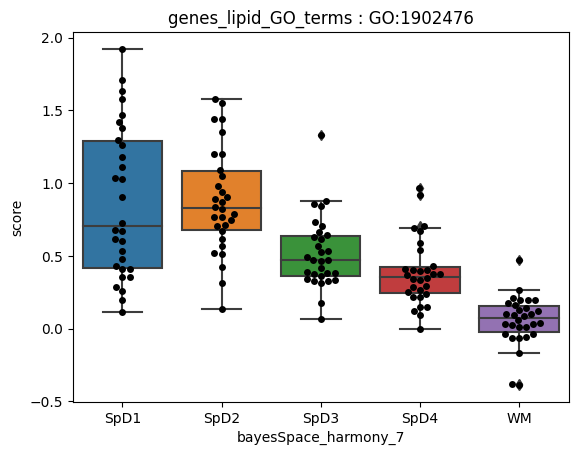 genes_lipid_GO_terms : GO:1902476
2.0
1.5
1.0
0.5
0.0
−0.5
score
SpD1 SpD2 SpD3 SpD4 WM
bayesSpace_harmony_7